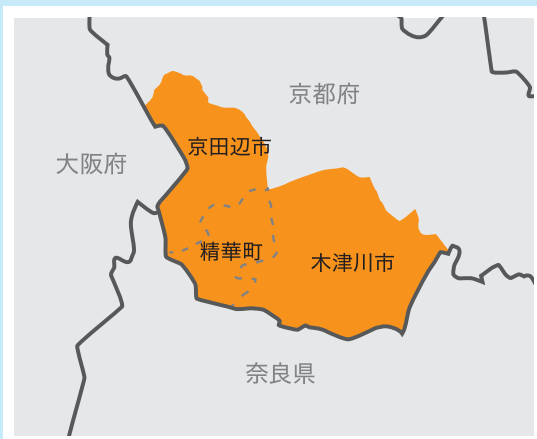 京都府
京田辺市
大阪府
精華町
木津川市
奈良県